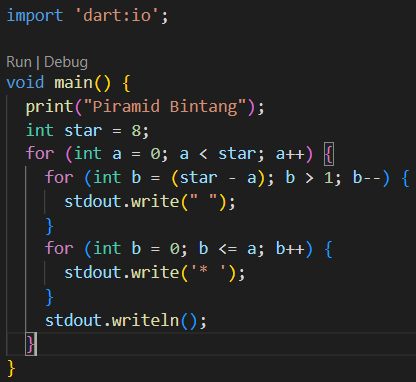 import 'dart:io';
Run | Debug
void main() {
  print("Piramid Bintang");
  int star = 8;
  for (int a = 0; a < star; a++) {
    for (int b = (star - a); b > 1; b--) {
      stdout.write(" ");
    }
    for (int b = 0; b <= a; b++) {
      stdout.write('* ');
    }
    stdout.writeln();
  }
}